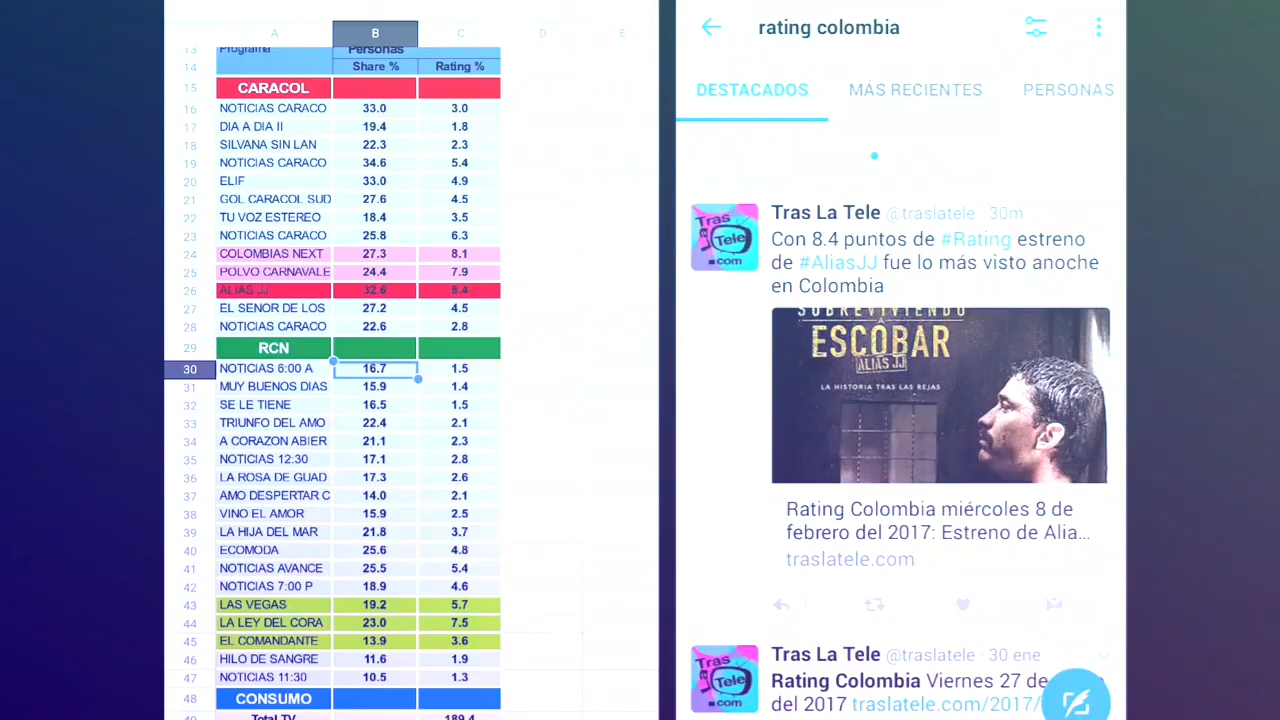 A B C D E
13 Programa Personas
14 Share % Rating %
15 CARACOL
16 NOTICIAS CARACO 33.0 3.0
17 DIA A DIA II 19.4 1.8
18 SILVANA SIN LAN 22.3 2.3
19 NOTICIAS CARACO 34.6 5.4
20 ELIF 33.0 4.9
21 GOL CARACOL SUD 27.6 4.5
22 TU VOZ ESTEREO 18.4 3.5
23 NOTICIAS CARACO 25.8 6.3
24 COLOMBIAS NEXT 27.3 8.1
25 POLVO CARNAVALE 24.4 7.9
26 ALIAS JJ 32.6 8.4
27 EL SENOR DE LOS 27.2 4.5
28 NOTICIAS CARACO 22.6 2.8
29 RCN
30 NOTICIAS 6:00 A 16.7 1.5
31 MUY BUENOS DIAS 15.9 1.4
32 SE LE TIENE 16.5 1.5
33 TRIUNFO DEL AMO 22.4 2.1
34 A CORAZON ABIER 21.1 2.3
35 NOTICIAS 12:30 17.1 2.8
36 LA ROSA DE GUAD 17.3 2.6
37 AMO DESPERTAR C 14.0 2.1
38 VINO EL AMOR 15.9 2.5
39 LA HIJA DEL MAR 21.8 3.7
40 ECOMODA 25.6 4.8
41 NOTICIAS AVANCE 25.5 5.4
42 NOTICIAS 7:00 P 18.9 4.6
43 LAS VEGAS 19.2 5.7
44 LA LEY DEL CORA 23.0 7.5
45 EL COMANDANTE 13.9 3.6
46 HILO DE SANGRE 11.6 1.9
47 NOTICIAS 11:30 10.5 1.3
48 CONSUMO
49 Total TV 189.4
rating colombia
DESTACADOS MÁS RECIENTES PERSONAS
Tras La Tele @traslatele · 30m
Con 8.4 puntos de #Rating estreno
de #AliasJJ fue lo más visto anoche
en Colombia
Tras
La
Tele
.com
SOBREVIVIENDO
A
ESCOBAR
ALIAS JJ
LA HISTORIA TRAS LAS REJAS
Rating Colombia miércoles 8 de
febrero del 2017: Estreno de Alia...
traslatele.com
Tras La Tele @traslatele · 30 ene
Rating Colombia Viernes 27 de
del 2017 traslatele.com/2017/
Tras
La
Tele
.com